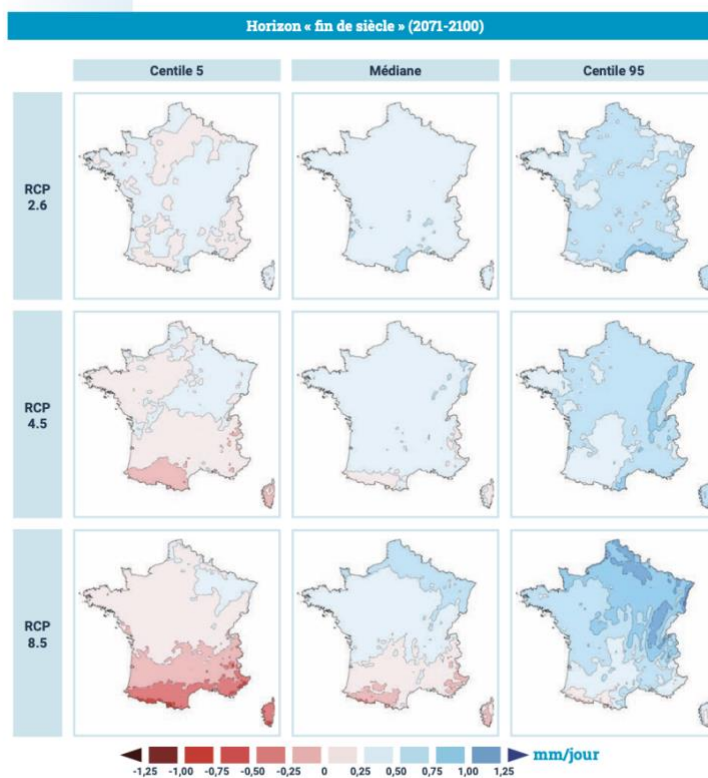 Horizon « fin de siècle » (2071-2100)
Centile 5
Médiane
Centile 95
RCP
2.6
RCP
4.5
RCP
8.5
-1,25 -1,00 -0,75 -0,50 -0,25 0 0,25 0,50 0,75 1,00 1,25 mm/jour